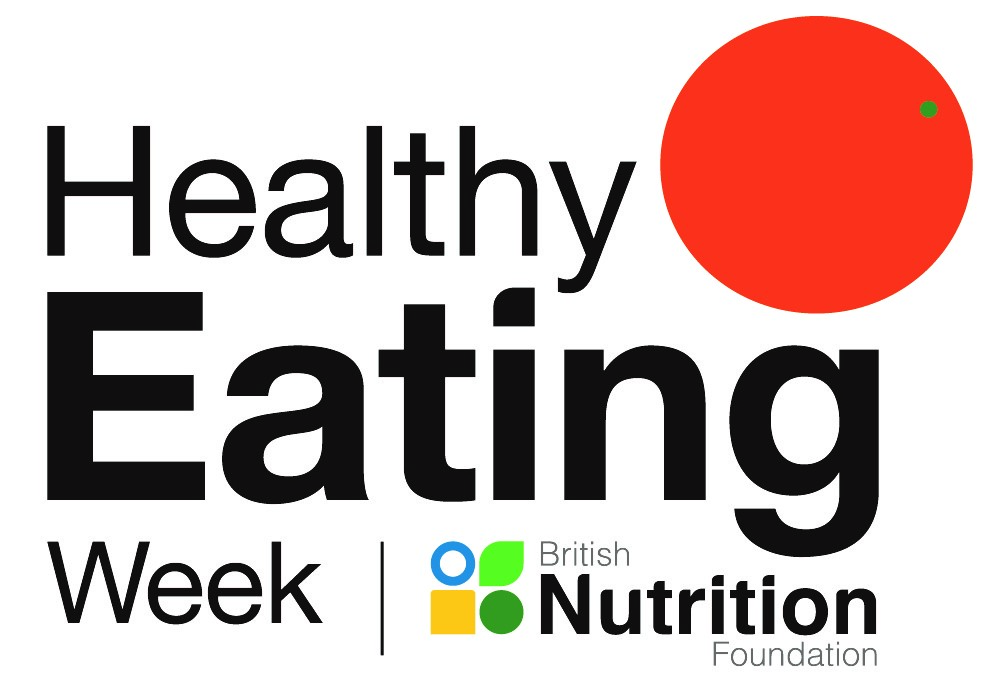 Healthy
Eating
Week
British
Nutrition
Foundation